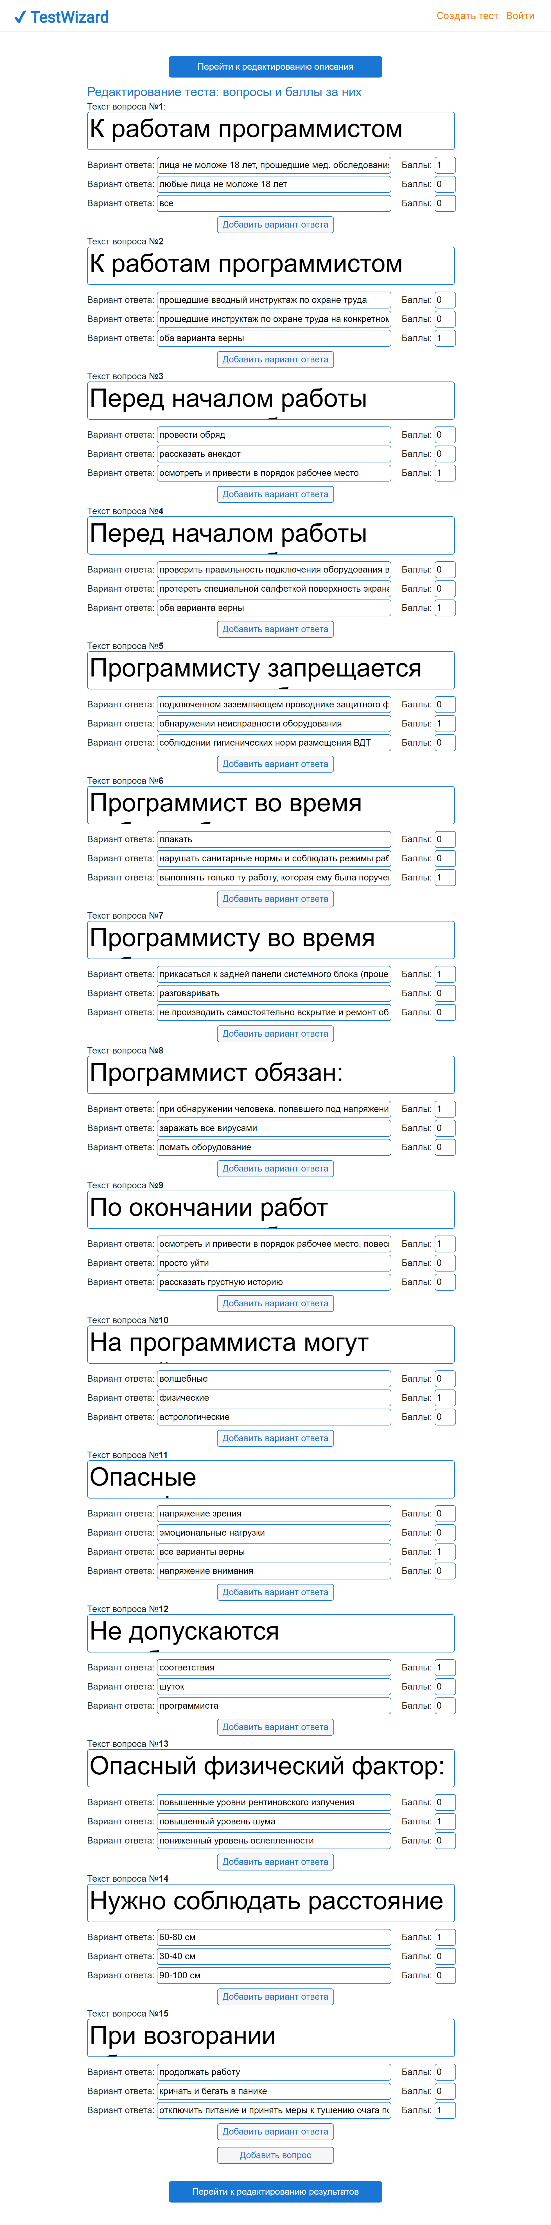 ✓ TestWizard
Создать тест Войти
Перейти к редактированию описания
Редактирование теста: вопросы и баллы за них
Текст вопроса №1:
К работам программистом
Вариант ответа: лица не моложе 18 лет, прошедшие мед. обследовани Баллы: 1
Вариант ответа: любые лица не моложе 18 лет Баллы: 0
Вариант ответа: все Баллы: 0
Добавить вариант ответа
Текст вопроса №2
К работам программистом
Вариант ответа: прошедшие вводный инструктаж по охране труда Баллы: 0
Вариант ответа: прошедшие инструктаж по охране труда на конкретном Баллы: 0
Вариант ответа: оба варианта верны Баллы: 1
Добавить вариант ответа
Текст вопроса №3
Перед началом работы
Вариант ответа: провести обряд Баллы: 0
Вариант ответа: рассказать анекдот Баллы: 0
Вариант ответа: осмотреть и привести в порядок рабочее место Баллы: 1
Добавить вариант ответа
Текст вопроса №4
Перед началом работы
Вариант ответа: проверить правильность подключения оборудования в Баллы: 0
Вариант ответа: протереть специальной салфеткой поверхность экрана Баллы: 0
Вариант ответа: оба варианта верны Баллы: 1
Добавить вариант ответа
Текст вопроса №5
Программисту запрещается
Вариант ответа: подключенном заземляющем проводнике защитного ф Баллы: 0
Вариант ответа: обнаружении неисправности оборудования Баллы: 1
Вариант ответа: соблюдении гигиенических норм размещения ВДТ Баллы: 0
Добавить вариант ответа
Текст вопроса №6
Программист во время
Вариант ответа: плакать Баллы: 0
Вариант ответа: нарушать санитарные нормы и соблюдать режимы раб Баллы: 0
Вариант ответа: выполнять только ту работу, которая ему была поруче Баллы: 1
Добавить вариант ответа
Текст вопроса №7
Программисту во время
Вариант ответа: прикасаться к задней панели системного блока (проце Баллы: 1
Вариант ответа: разговаривать Баллы: 0
Вариант ответа: не производить самостоятельно вскрытие и ремонт об Баллы: 0
Добавить вариант ответа
Текст вопроса №8
Программист обязан:
Вариант ответа: при обнаружении человека, попавшего под напряжени Баллы: 1
Вариант ответа: заражать все вирусами Баллы: 0
Вариант ответа: ломать оборудование Баллы: 0
Добавить вариант ответа
Текст вопроса №9
По окончании работ
Вариант ответа: осмотреть и привести в порядок рабочее место, повес Баллы: 1
Вариант ответа: просто уйти Баллы: 0
Вариант ответа: рассказать грустную историю Баллы: 0
Добавить вариант ответа
Текст вопроса №10
На программиста могут
Вариант ответа: волшебные Баллы: 0
Вариант ответа: физические Баллы: 1
Вариант ответа: астрологические Баллы: 0
Добавить вариант ответа
Текст вопроса №11
Опасные
Вариант ответа: напряжение зрения Баллы: 0
Вариант ответа: эмоциональные нагрузки Баллы: 0
Вариант ответа: все варианты верны Баллы: 1
Вариант ответа: напряжение внимания Баллы: 0
Добавить вариант ответа
Текст вопроса №12
Не допускаются
Вариант ответа: соответствия Баллы: 1
Вариант ответа: шуток Баллы: 0
Вариант ответа: программиста Баллы: 0
Добавить вариант ответа
Текст вопроса №13
Опасный физический фактор:
Вариант ответа: повышенные уровни рентиновского излучения Баллы: 0
Вариант ответа: повышенный уровень шума Баллы: 1
Вариант ответа: пониженный уровень ослепленности Баллы: 0
Добавить вариант ответа
Текст вопроса №14
Нужно соблюдать расстояние
Вариант ответа: 60-80 см Баллы: 1
Вариант ответа: 30-40 см Баллы: 0
Вариант ответа: 90-100 см Баллы: 0
Добавить вариант ответа
Текст вопроса №15
При возгорании
Вариант ответа: продолжать работу Баллы: 0
Вариант ответа: кричать и бегать в панике Баллы: 0
Вариант ответа: отключить питание и принять меры к тушению очага по Баллы: 1
Добавить вариант ответа
Добавить вопрос
Перейти к редактированию результатов